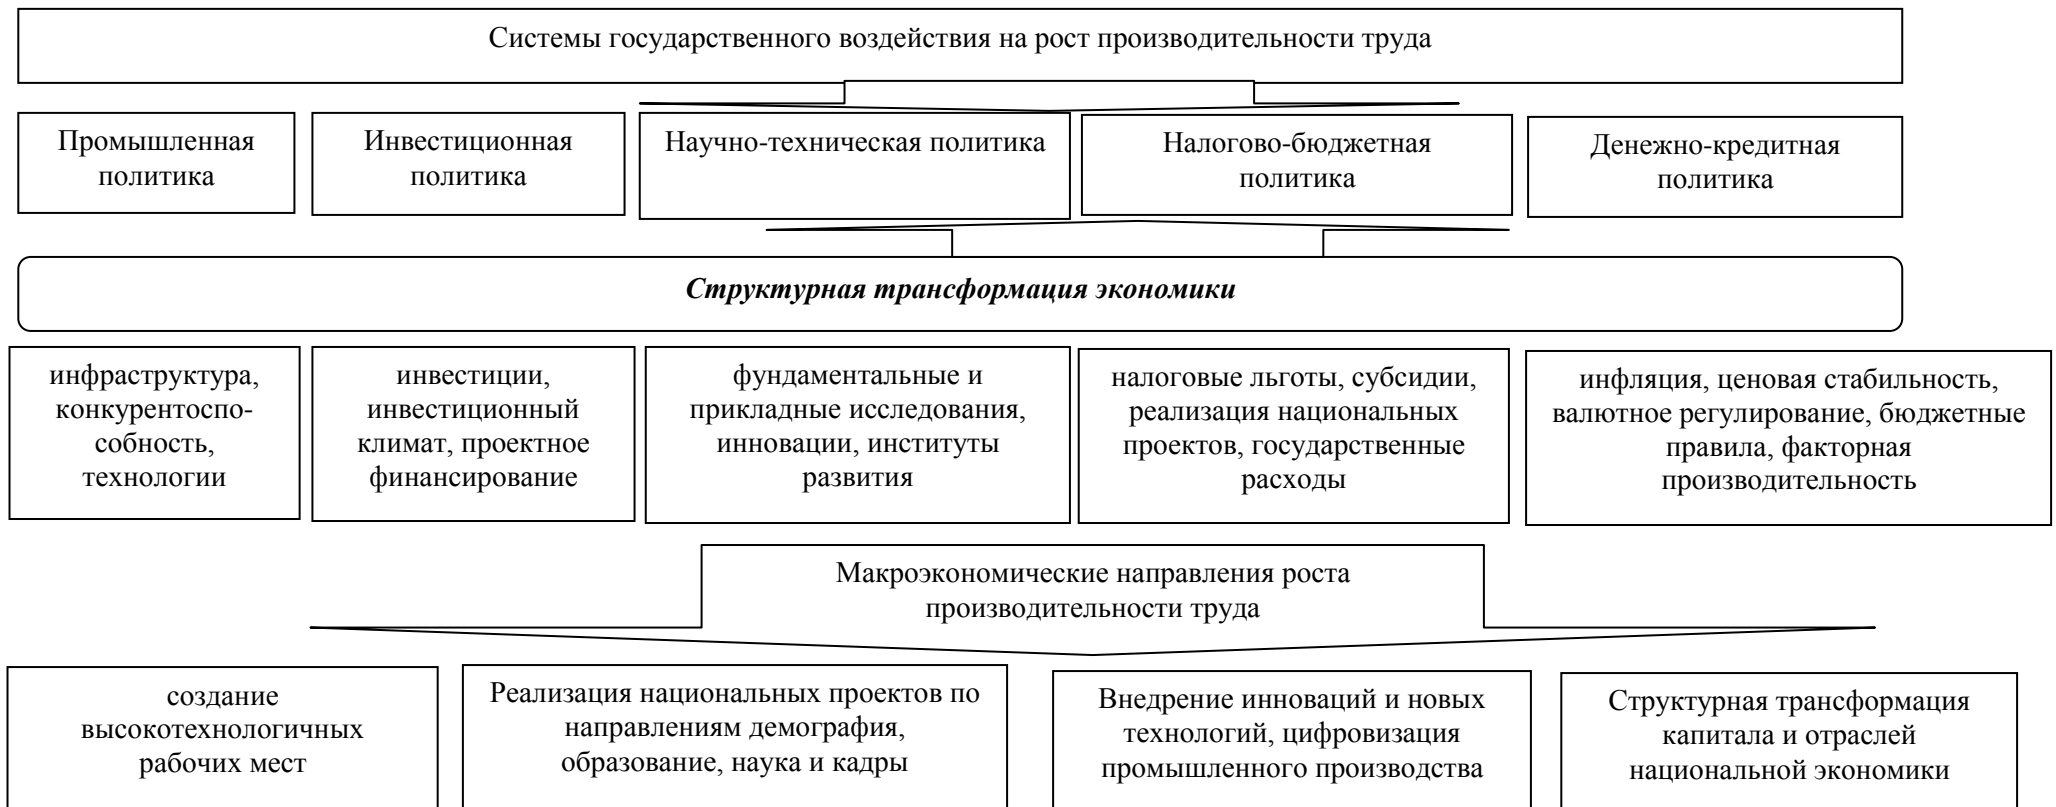 Системы государственного воздействия на рост производительности труда
Промышленная
политика
Инвестиционная
политика
Научно-техническая политика
Налогово-бюджетная
политика
Денежно-кредитная
политика
Структурная трансформация экономики
инфраструктура,
конкурентоспо-
собность,
технологии
инвестиции,
инвестиционный
климат, проектное
финансирование
фундаментальные и
прикладные исследования,
инновации, институты
развития
налоговые льготы, субсидии,
реализация национальных
проектов, государственные
расходы
инфляция, ценовая стабильность,
валютное регулирование, бюджетные
правила, факторная
производительность
Макроэкономические направления роста
производительности труда
создание
высокотехнологичных
рабочих мест
Реализация национальных проектов по
направлениям демография,
образование, наука и кадры
Внедрение инноваций и новых
технологий, цифровизация
промышленного производства
Структурная трансформация
капитала и отраслей
национальной экономики